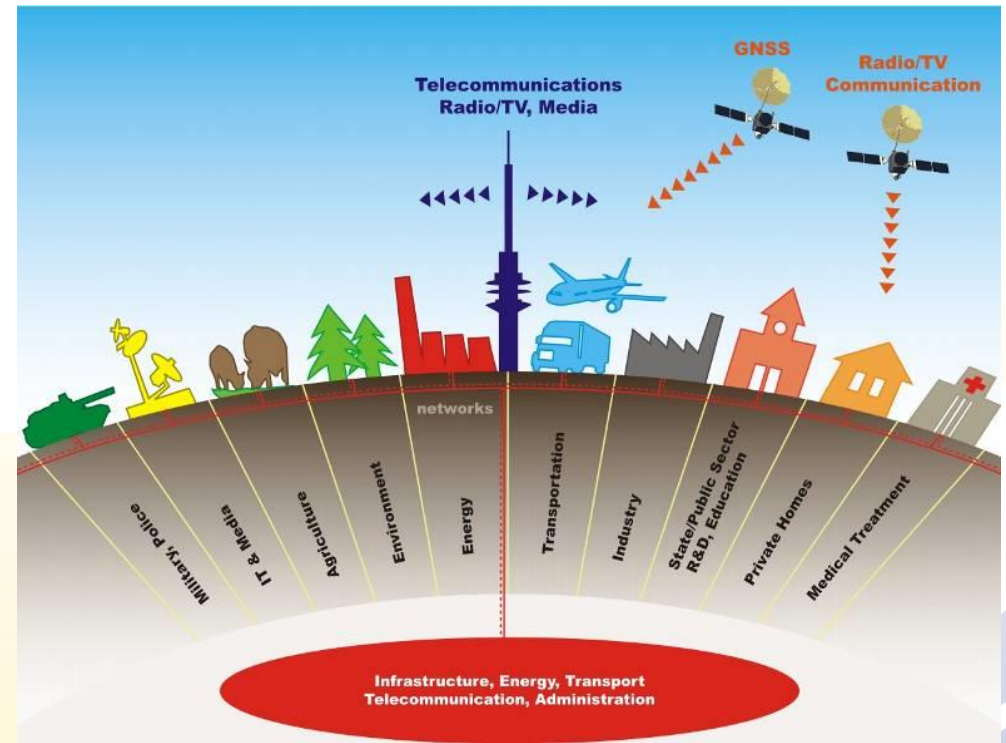 GNSS
Radio/TV
Communication
Telecommunications
Radio/TV, Media
networks
Military, Police
IT & Media
Agriculture
Environment
Energy
Transportation
Industry
State/Public Sector
R&D, Education
Private Homes
Medical Treatment
Infrastructure, Energy, Transport
Telecommunication, Administration